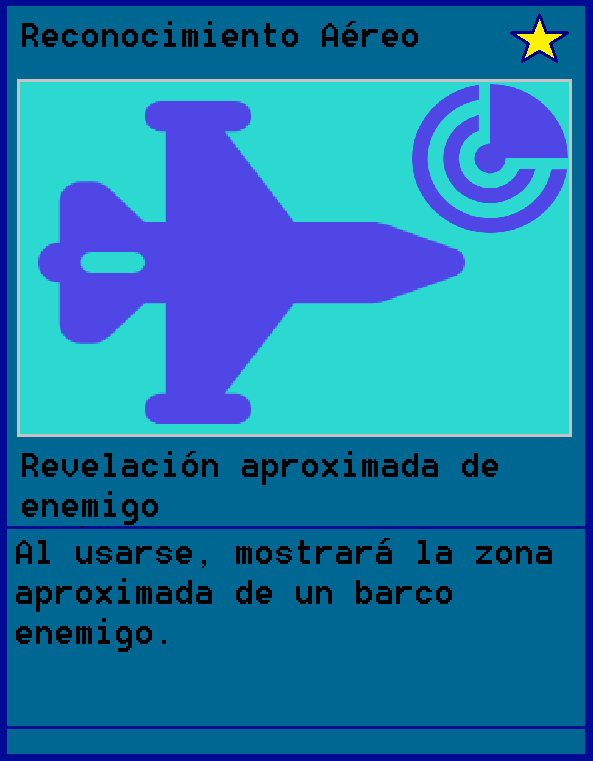 Reconocimiento Aéreo
Revelación aproximada de
enemigo
Al usarse, mostrará la zona
aproximada de un barco
enemigo.